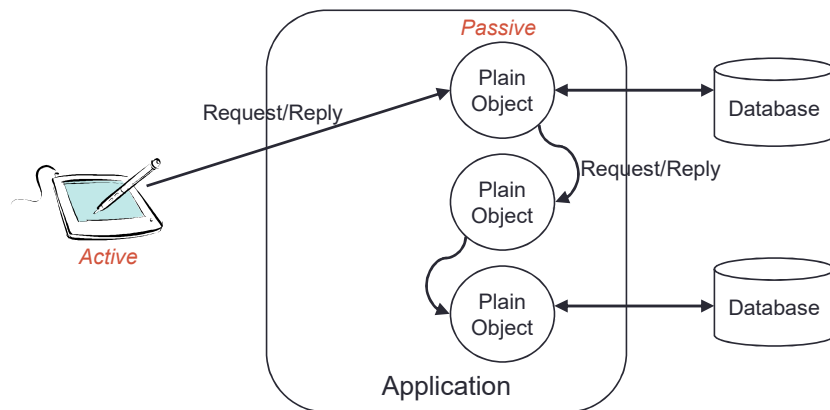 Passive
Plain
Object
Database
Request/Reply
Request/Reply
Plain
Object
Active
Plain
Object
Database
Application